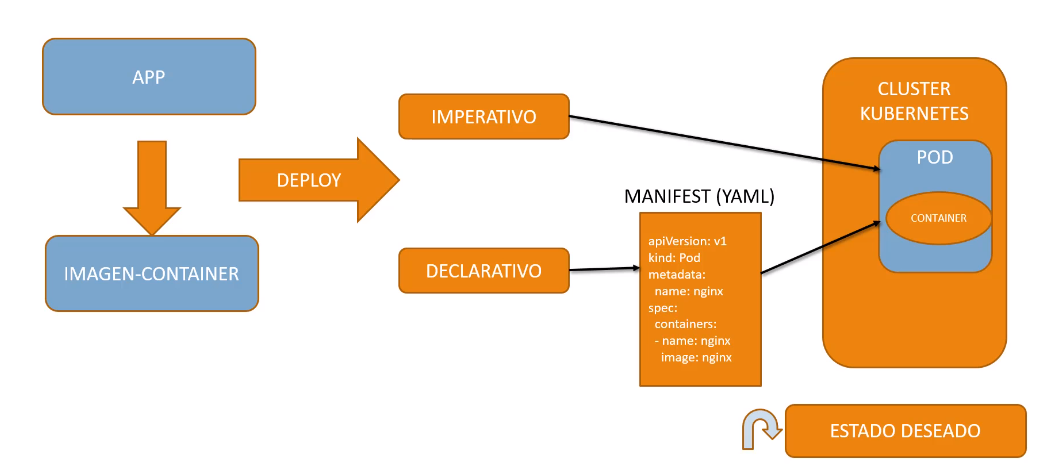 APP
IMAGEN-CONTAINER
DEPLOY
IMPERATIVO
DECLARATIVO
MANIFEST (YAML)
apiVersion: v1
kind: Pod
metadata:
  name: nginx
spec:
  containers:
  - name: nginx
    image: nginx
CLUSTER
KUBERNETES
POD
CONTAINER
ESTADO DESEADO